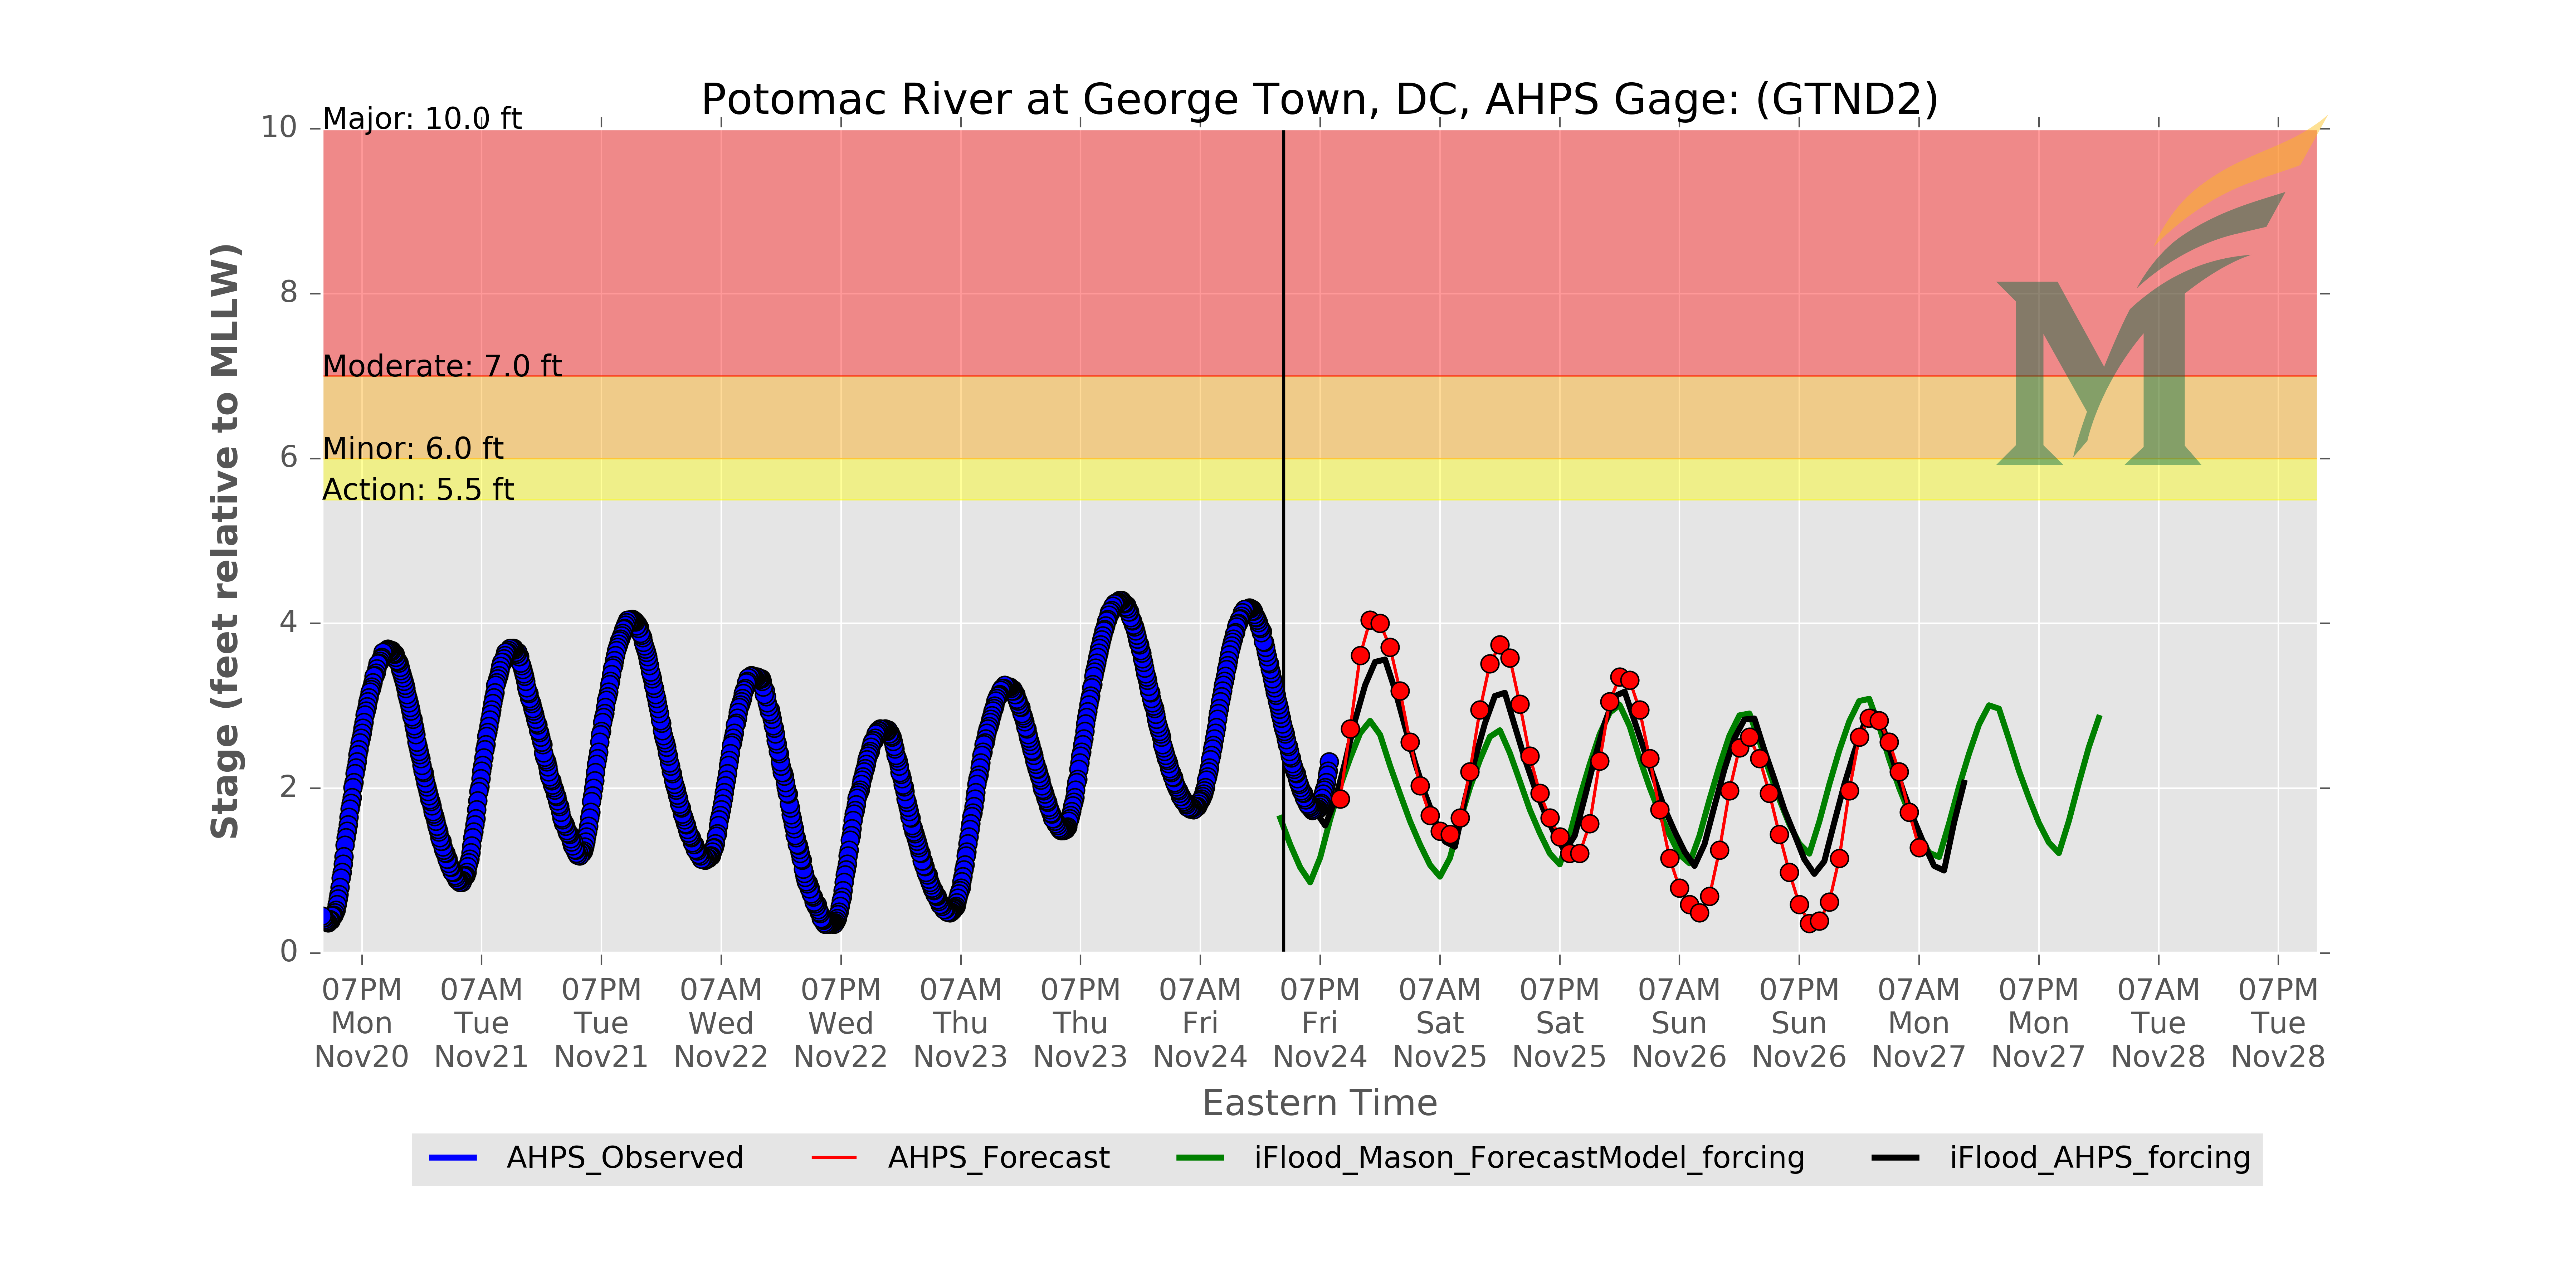 Potomac River at George Town, DC, AHPS Gage: (GTND2)
Major: 10.0 ft
Moderate: 7.0 ft
Minor: 6.0 ft
Action: 5.5 ft
Stage (feet relative to MLLW)
10
8
6
4
2
0
07PM 07AM 07PM 07AM 07PM 07AM 07PM 07AM 07PM 07AM 07PM 07AM 07PM 07AM 07PM 07AM 07PM
Mon Tue Tue Wed Wed Thu Thu Fri Fri Sat Sat Sun Sun Mon Mon Tue Tue
Nov20 Nov21 Nov21 Nov22 Nov22 Nov23 Nov23 Nov24 Nov24 Nov25 Nov25 Nov26 Nov26 Nov27 Nov27 Nov28 Nov28
Eastern Time
AHPS_Observed AHPS_Forecast iFlood_Mason_ForecastModel_forcing iFlood_AHPS_forcing
M